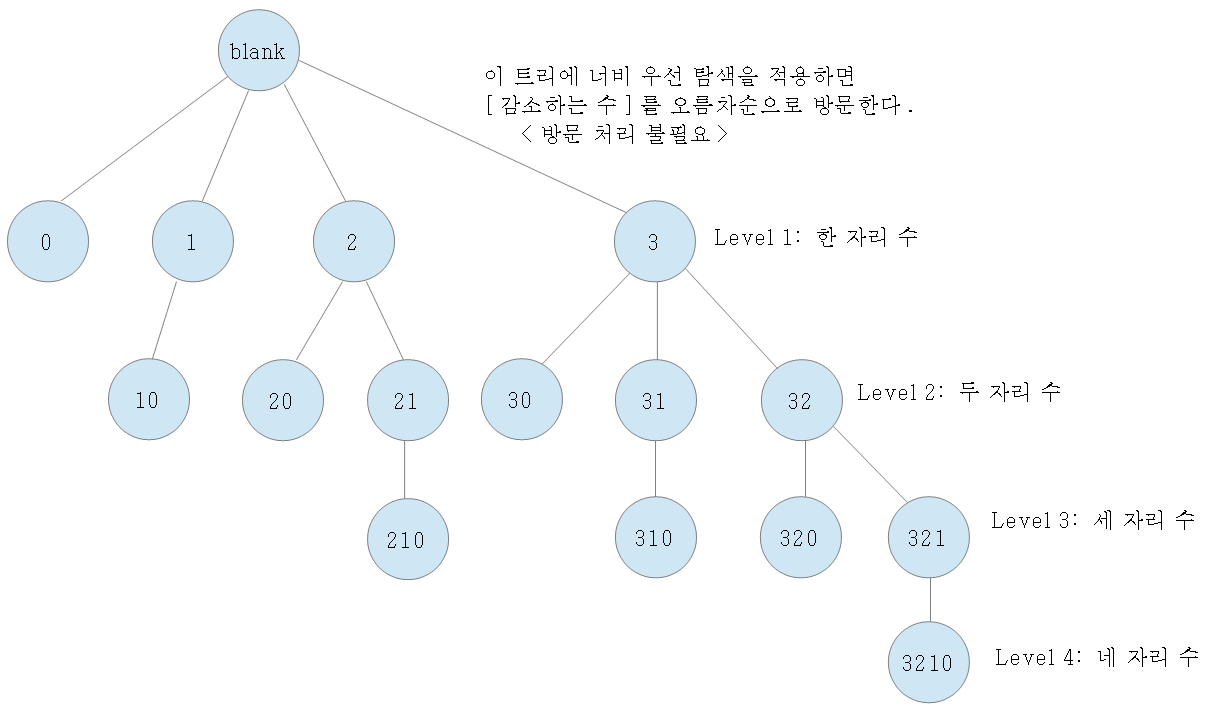 blank
이 트리에 너비 우선 탐색을 적용하면
[ 감소하는 수 ] 를 오름차순으로 방문한다 .
< 방문 처리 불필요 >
0
1
2
3
Level 1: 한 자리 수
10
20
21
30
31
32
Level 2: 두 자리 수
210
310
320
321
Level 3: 세 자리 수
3210
Level 4: 네 자리 수